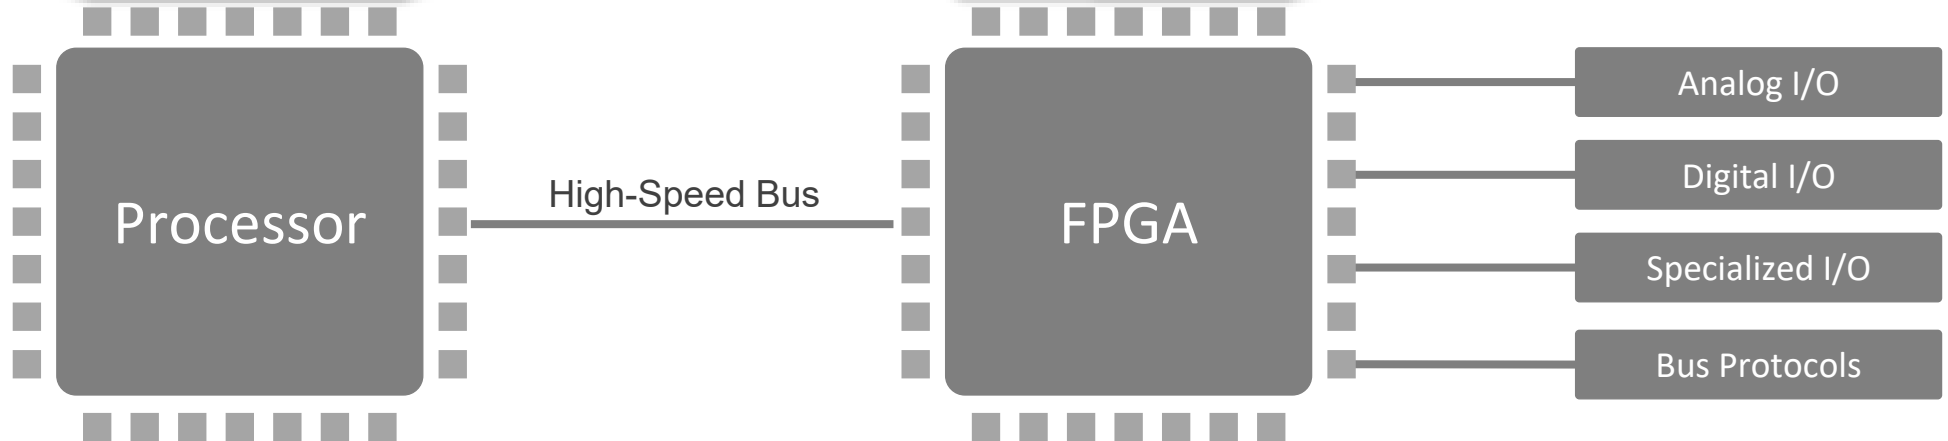 Processor
High-Speed Bus
FPGA
Analog I/O
Digital I/O
Specialized I/O
Bus Protocols